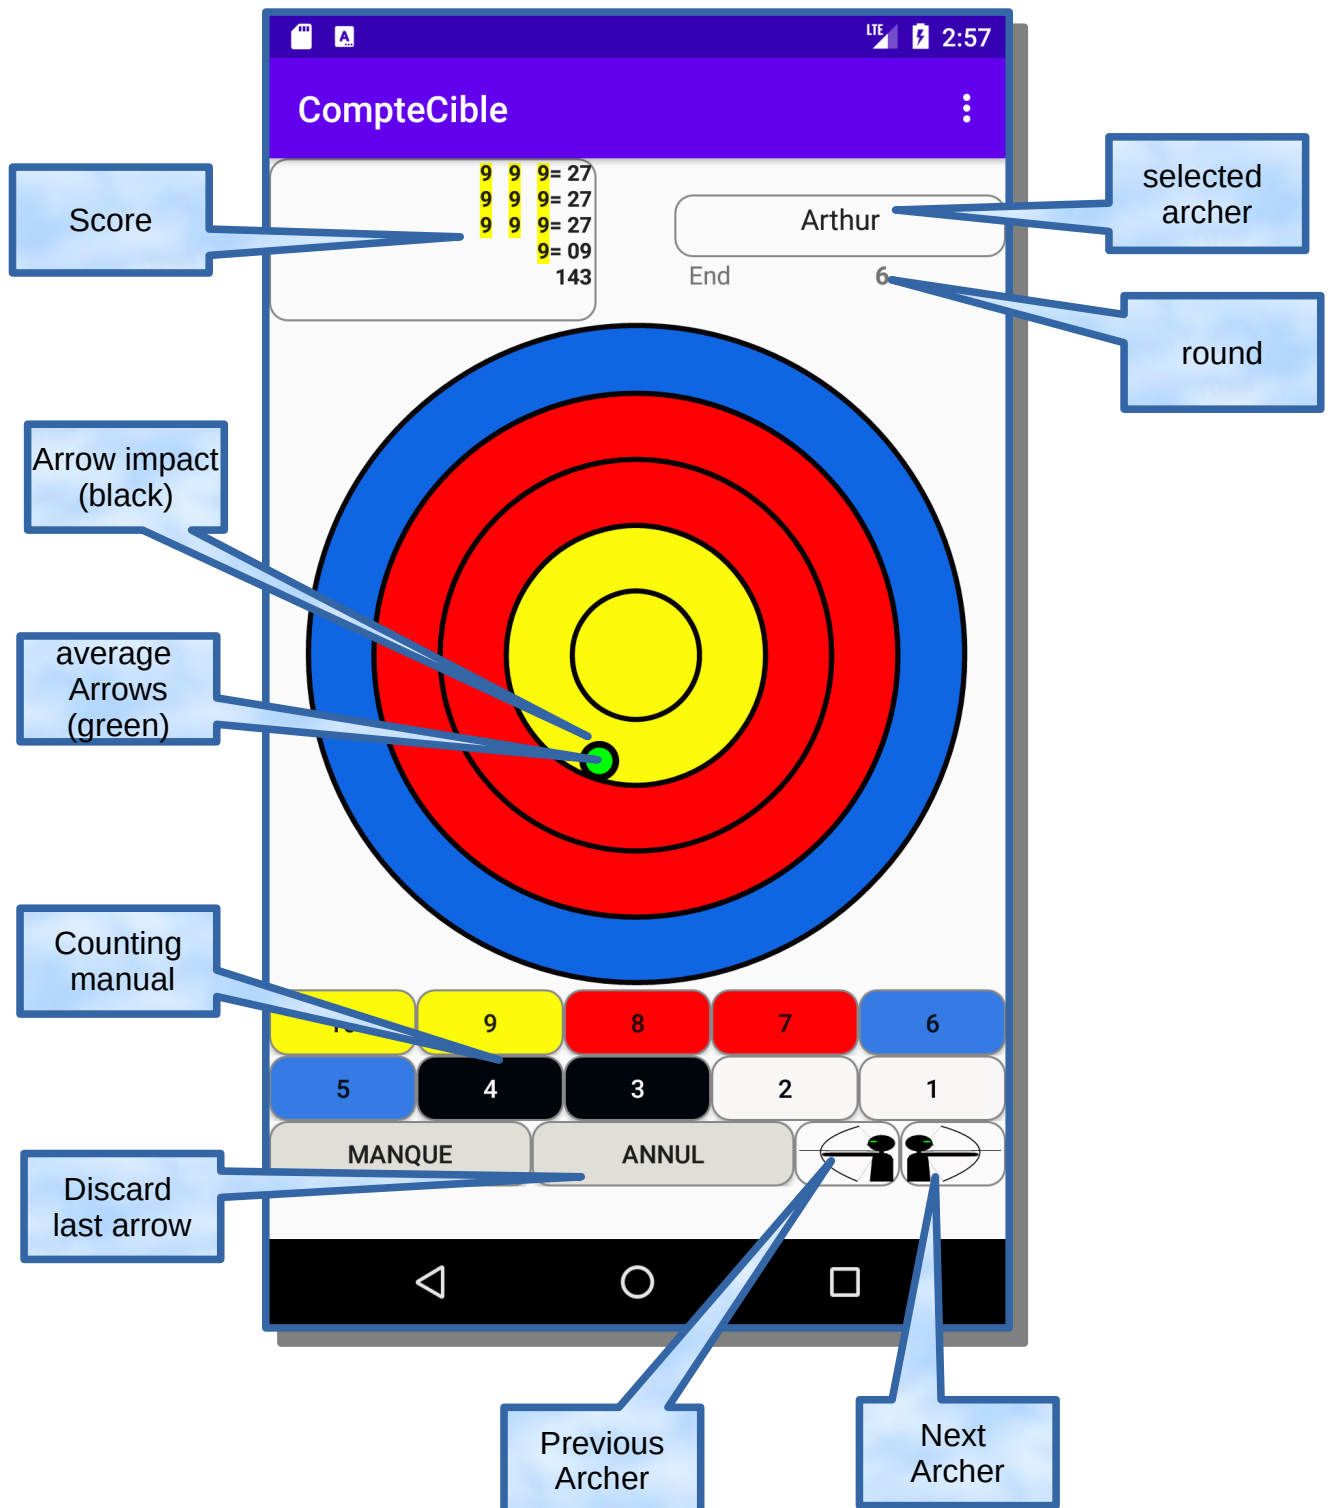 LTE 2:57
CompteCible
9 9 9= 27
9 9 9= 27
9 9 9= 27
9= 09
143
Score
Arthur
End 6
selected
archer
round
Arrow impact
(black)
average
Arrows
(green)
Counting
manual
9 8 7 6
5 4 3 2 1
MANQUE ANNUL
Discard
last arrow
Previous
Archer
Next
Archer